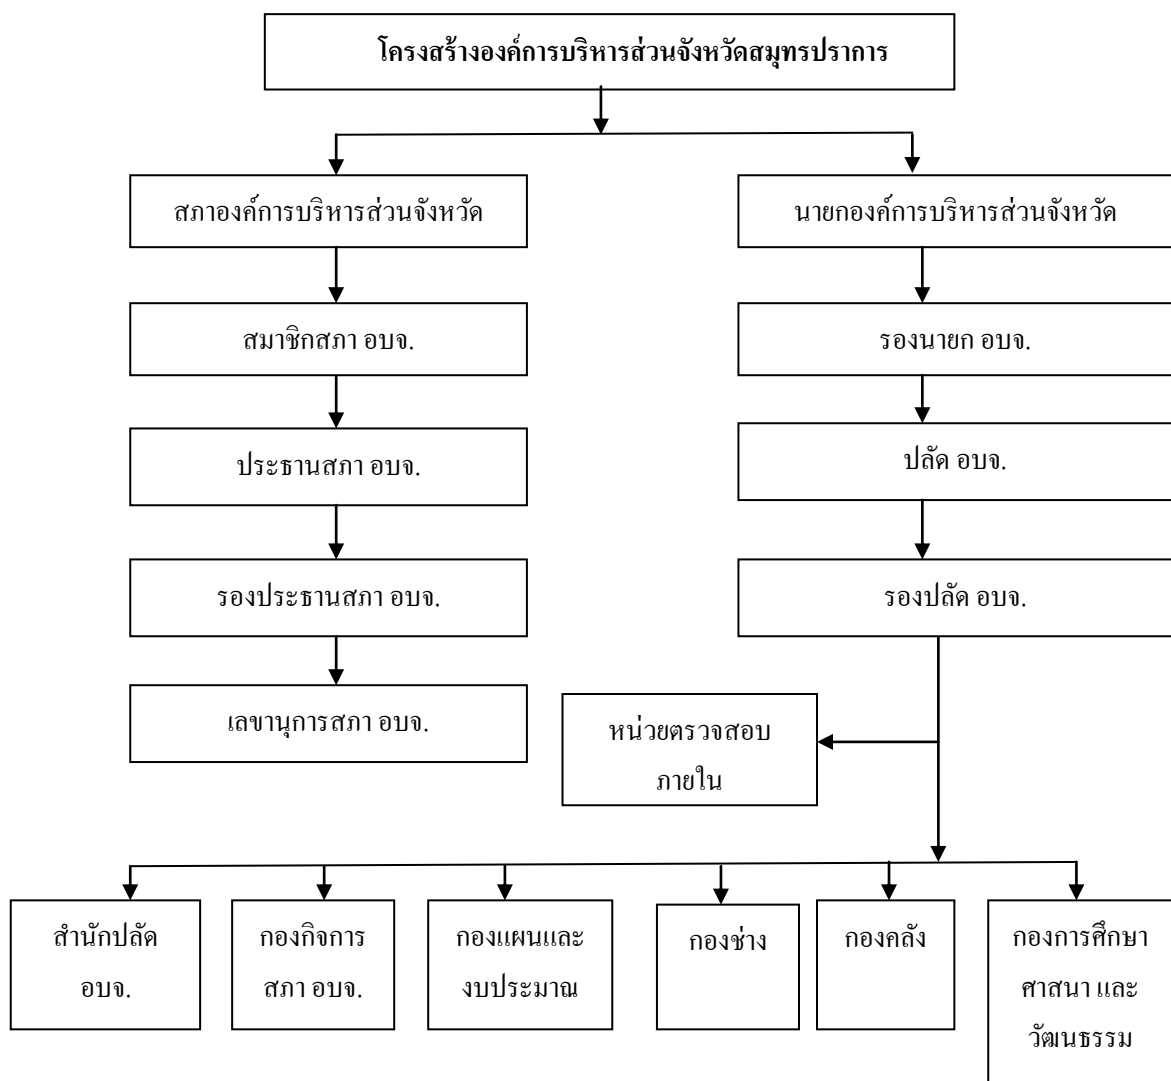 โครงสร้างองค์การบริหารส่วนจังหวัดสมุทรปราการ
สภาองค์การบริหารส่วนจังหวัด
นายกองค์การบริหารส่วนจังหวัด
สมาชิกสภา อบจ.
รองนายก อบจ.
ประธานสภา อบจ.
ปลัด อบจ.
รองประธานสภา อบจ.
รองปลัด อบจ.
เลขานุการสภา อบจ.
หน่วยตรวจสอบ
ภายใน
สำนักปลัด
อบจ.
กองกิจการ
สภา อบจ.
กองแผนและ
งบประมาณ
กองช่าง
กองคลัง
กองการศึกษา
ศาสนา และ
วัฒนธรรม